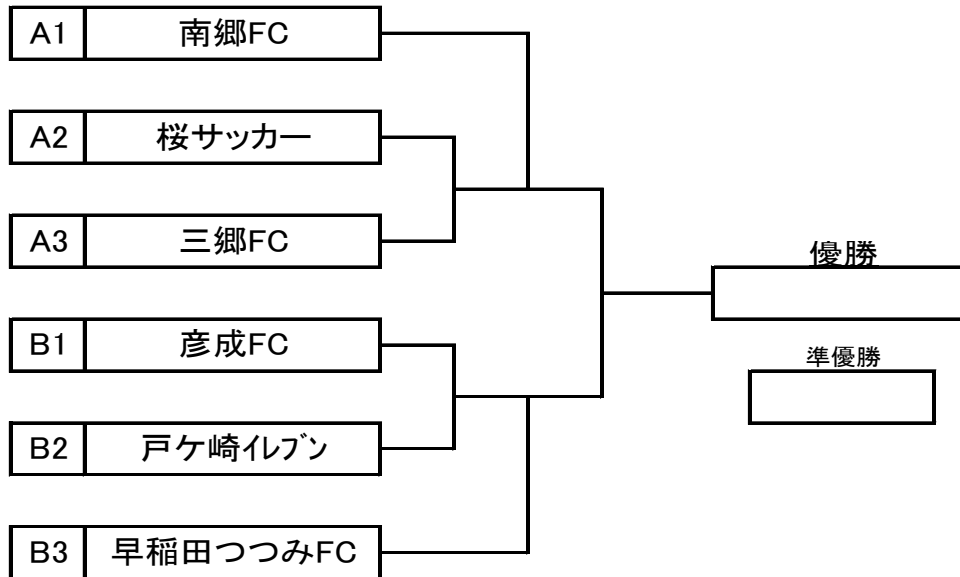 A1 南郷FC
A2 桜サッカー
A3 三郷FC
優勝
B1 彦成FC
準優勝
B2 戸ケ崎ｲﾚﾌﾞﾝ
B3 早稲田つつみFC